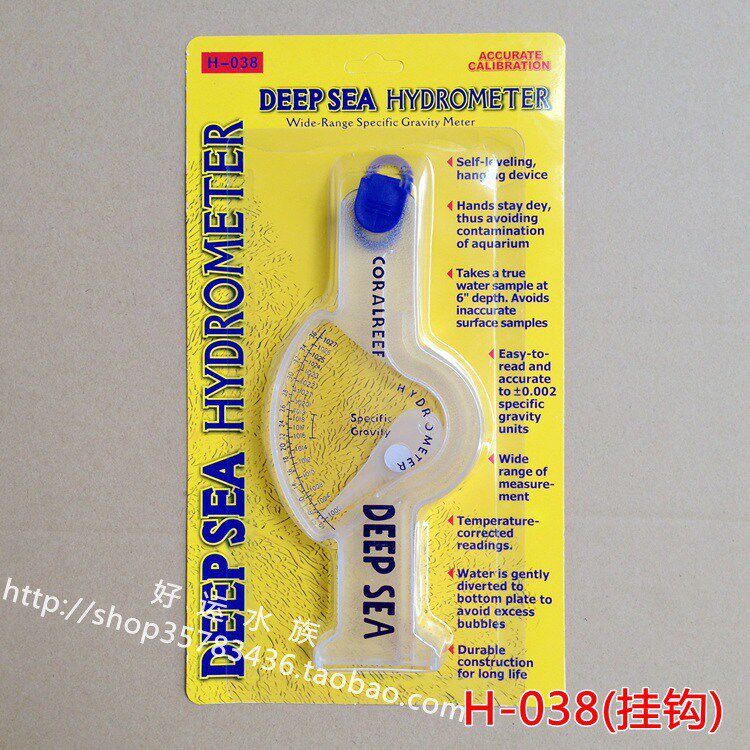 H-038
ACCURATE
CALIBRATION
DEEP SEA HYDROMETER
Wide-Range Specific Gravity Meter
DEEP SEA HYDROMETER
Self-leveling,
hanging device
Hands stay dey,
thus avoiding
contamination
of aquarium
Takes a true
water sample at
6" depth. Avoids
inaccurate
surface samples
Easy-to-
read and
accurate
to ±0.002
specific
gravity
units
Wide
range of
measure-
ment
Temperature-
corrected
readings.
Water is gently
diverted to
bottom plate to
avoid excess
bubbles
Durable
construction
for long life
CORALREEF
HYDROMETER
Specific
Gravity
DEEP SEA
好运水族
http://shop35783436.taobao.com
H-038(挂钩)